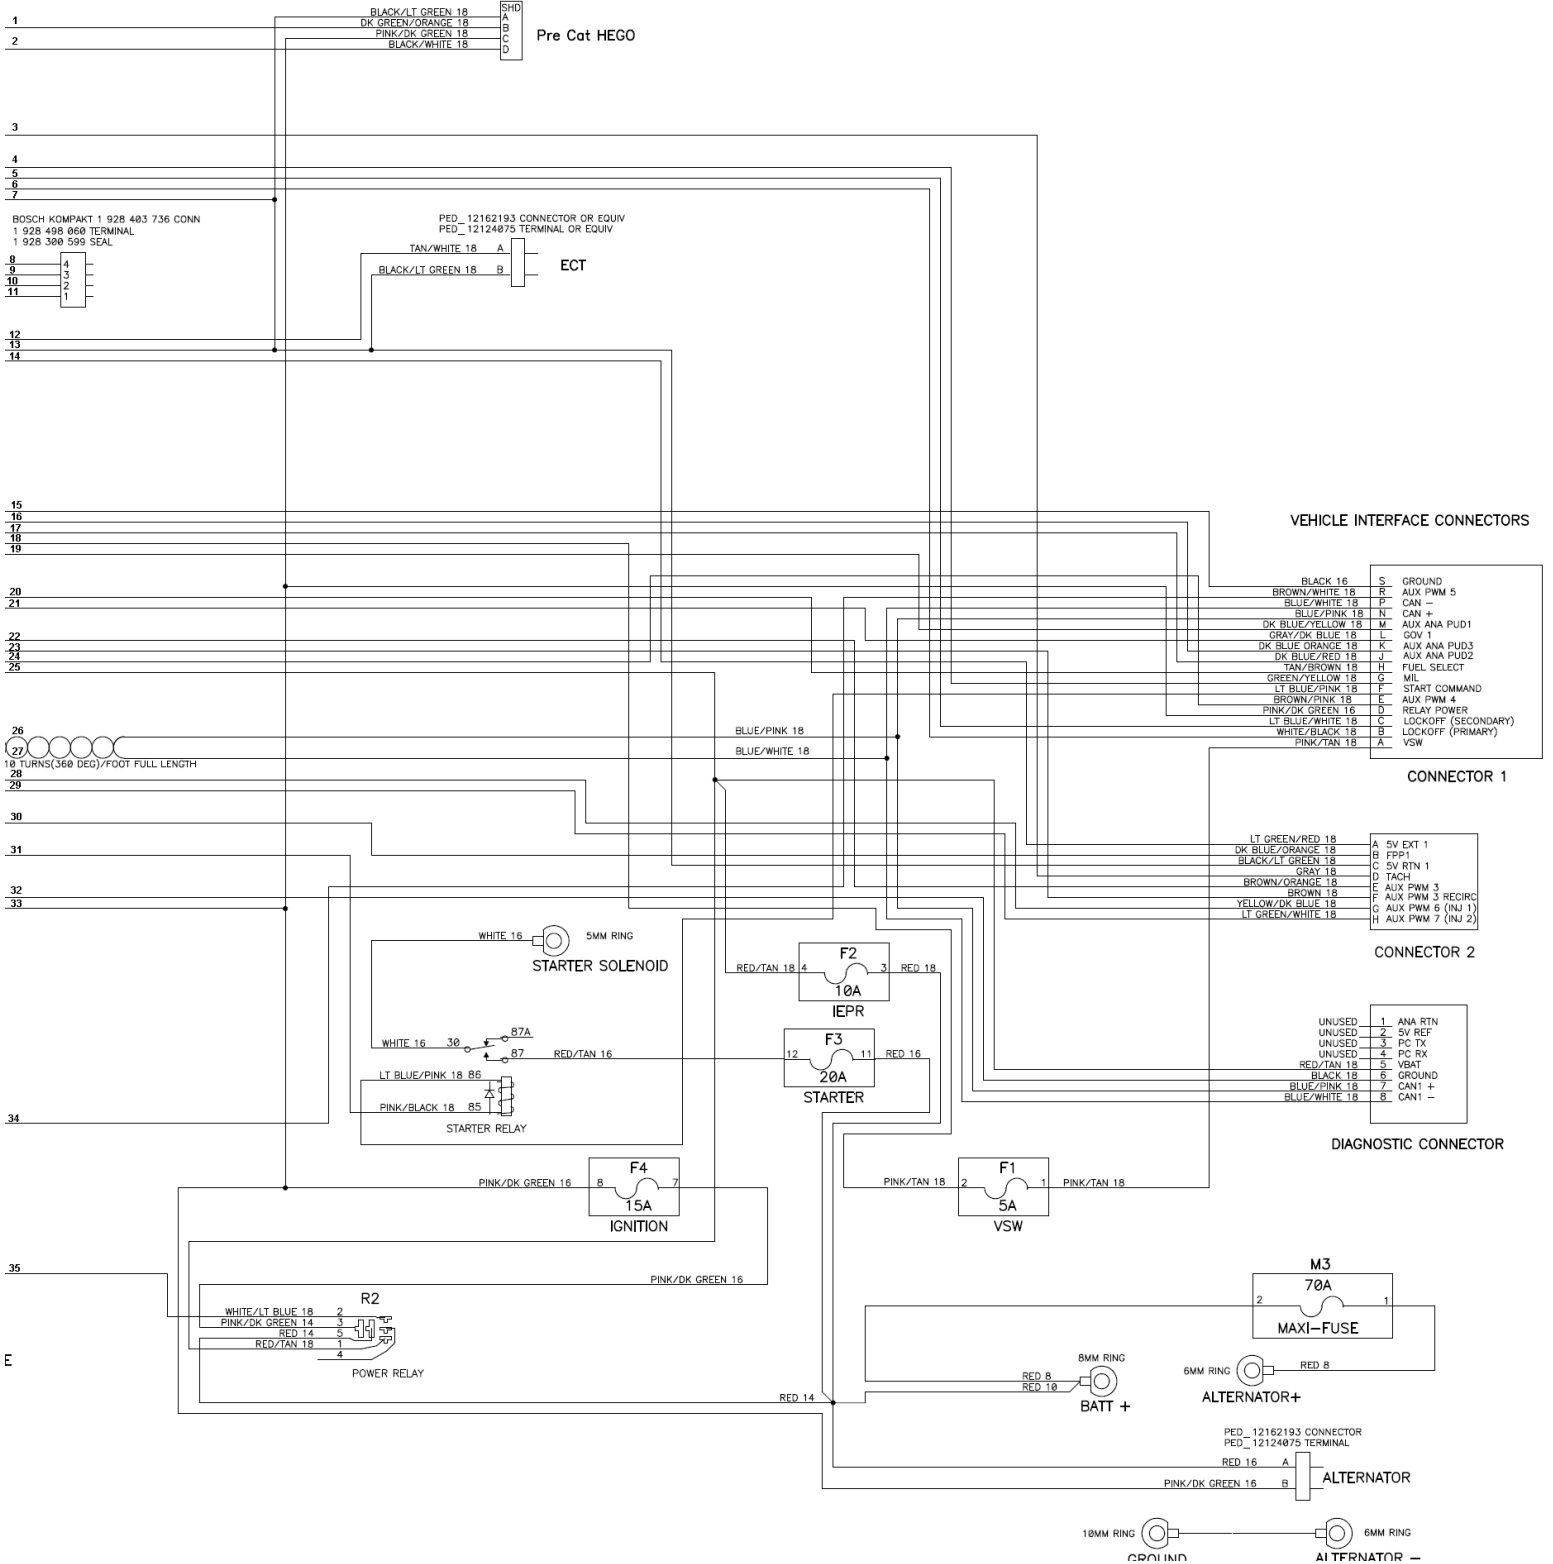 SHD
BLACK/LT GREEN 18 A
1 DK GREEN/ORANGE 18 B
PINK/DK GREEN 18 C
2 BLACK/WHITE 18 D
Pre Cat HEGO
3
4
5
6
7
BOSCH KOMPAKT 1 928 403 736 CONN
1 928 498 060 TERMINAL
1 928 300 599 SEAL
8 4
9 3
10 2
11 1
PED_12162193 CONNECTOR OR EQUIV
PED_12124075 TERMINAL OR EQUIV
TAN/WHITE 18 A
BLACK/LT GREEN 18 B
ECT
12
13
14
15
16
17
18
19
20
21
22
23
24
25
VEHICLE INTERFACE CONNECTORS
BLACK 16 S GROUND
BROWN/WHITE 18 R AUX PWM 5
BLUE/WHITE 18 P CAN –
BLUE/PINK 18 N CAN +
DK BLUE/YELLOW 18 M AUX ANA PUD1
GRAY/DK BLUE 18 L GOV 1
DK BLUE ORANGE 18 K AUX ANA PUD3
DK BLUE/RED 18 J AUX ANA PUD2
TAN/BROWN 18 H FUEL SELECT
GREEN/YELLOW 18 G MIL
LT BLUE/PINK 18 F START COMMAND
BROWN/PINK 18 E AUX PWM 4
PINK/DK GREEN 16 D RELAY POWER
LT BLUE/WHITE 18 C LOCKOFF (SECONDARY)
WHITE/BLACK 18 B LOCKOFF (PRIMARY)
PINK/TAN 18 A VSW
CONNECTOR 1
26
BLUE/PINK 18
27
BLUE/WHITE 18
10 TURNS(360 DEG)/FOOT FULL LENGTH
28
29
30
31
32
33
LT GREEN/RED 18 A 5V EXT 1
DK BLUE/ORANGE 18 B FPP1
BLACK/LT GREEN 18 C 5V RTN 1
GRAY 18 D TACH
BROWN/ORANGE 18 E AUX PWM 3
BROWN 18 F AUX PWM 3 RECIRC
YELLOW/DK BLUE 18 G AUX PWM 6 (INJ 1)
LT GREEN/WHITE 18 H AUX PWM 7 (INJ 2)
CONNECTOR 2
WHITE 16
5MM RING
STARTER SOLENOID
F2
RED/TAN 18 4 3 RED 18
10A
IEPR
WHITE 16 30 87A
87 RED/TAN 16
F3
12 11 RED 16
20A
STARTER
LT BLUE/PINK 18 86
PINK/BLACK 18 85
STARTER RELAY
UNUSED 1 ANA RTN
UNUSED 2 5V REF
UNUSED 3 PC TX
UNUSED 4 PC RX
RED/TAN 18 5 VBAT
BLACK 18 6 GROUND
BLUE/PINK 18 7 CAN1 +
BLUE/WHITE 18 8 CAN1 –
DIAGNOSTIC CONNECTOR
34
F4
PINK/DK GREEN 16 8 7
15A
IGNITION
F1
PINK/TAN 18 2 1 PINK/TAN 18
5A
VSW
35
PINK/DK GREEN 16
R2
WHITE/LT BLUE 18 2
PINK/DK GREEN 14 3
RED 14 5
RED/TAN 18 1
4
POWER RELAY
E
M3
70A
2 1
MAXI–FUSE
8MM RING
RED 8
RED 10
BATT +
6MM RING
RED 8
ALTERNATOR+
RED 14
PED_12162193 CONNECTOR
PED_12124075 TERMINAL
RED 16 A
PINK/DK GREEN 16 B
ALTERNATOR
10MM RING
GROUND
6MM RING
ALTERNATOR –